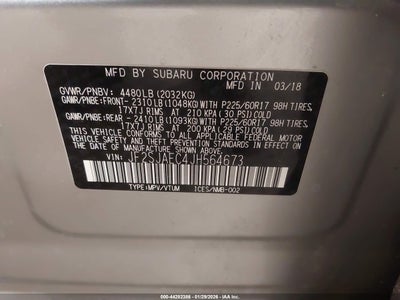 MFD BY SUBARU CORPORATION
GVWR/PNBV: 4480LB (2032KG) 03/18
GAWR/PNBE:FRONT- 2310LB(1048KG)WITH P225/60R17 98H TIRES,
17X7J RIMS, AT 210 KPA (30 PSI) COLD
GAWR/PNBE:REAR - 2410LB(1093KG)WITH P225/60R17 98H TIRES,
17X7J RIMS, AT 200 KPA (29 PSI) COLD
THIS VEHICLE CONFORMS TO ALL APPLICABLE FEDERAL MOTOR
VEHICLE SAFETY AND THEFT PREVENTION STANDARDS IN EFFECT
ON THE DATE OF MANUFACTURE SHOWN ABOVE.
VIN: JF2SJAEC4JH564673
TYPE:MPV/VTUM ICES/NMB-002
000-44292388 - 01/29/2026 - IAAI.COM